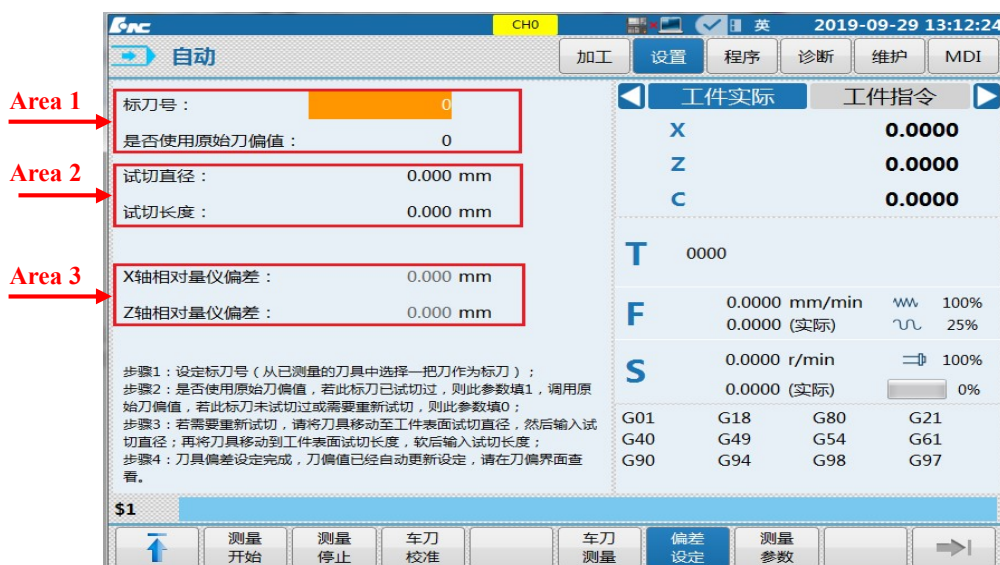 HNC
CH0
英
2019-09-29 13:12:24
自动
加工
设置
程序
诊断
维护
MDI
Area 1
标刀号： 0
是否使用原始刀偏值： 0
Area 2
试切直径： 0.000 mm
试切长度： 0.000 mm
Area 3
X轴相对量仪偏差： 0.000 mm
Z轴相对量仪偏差： 0.000 mm
步骤1：设定标刀号（从已测量的刀具中选择一把刀作为标刀）；
步骤2：是否使用原始刀偏值，若此标刀已试切过，则此参数填1，调用原
始刀偏值，若此标刀未试切过或需要重新试切，则此参数填0；
步骤3：若需要重新试切，请将刀具移动至工件表面试切直径，然后输入试
切直径；再将刀具移动到工件表面试切长度，软后输入试切长度；
步骤4：刀具偏差设定完成，刀偏值已经自动更新设定，请在刀偏界面查
看。
工件实际
工件指令
X 0.0000
Z 0.0000
C 0.0000
T 0000
F 0.0000 mm/min 100%
0.0000 (实际) 25%
S 0.0000 r/min 100%
0.0000 (实际) 0%
G01 G18 G80 G21
G40 G49 G54 G61
G90 G94 G98 G97
$1
测量
开始
测量
停止
车刀
校准
车刀
测量
偏差
设定
测量
参数